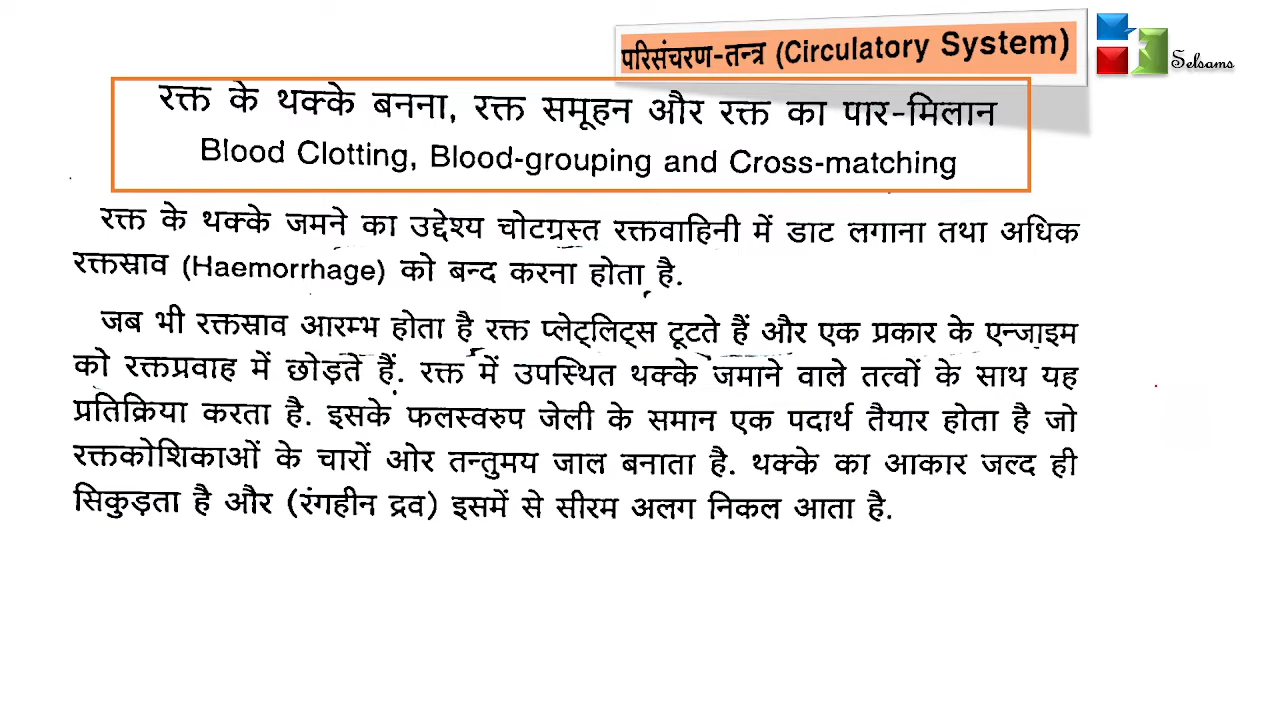 परिसंचरण-तन्त्र (Circulatory System)
Selsams
रक्त के थक्के बनना, रक्त समूहन और रक्त का पार-मिलान
Blood Clotting, Blood-grouping and Cross-matching
रक्त के थक्के जमने का उद्देश्य चोटग्रस्त रक्तवाहिनी में डाट लगाना तथा अधिक
रक्तस्राव (Haemorrhage) को बन्द करना होता है.
जब भी रक्तस्राव आरम्भ होता है रक्त प्लेट्लिट्स टूटते हैं और एक प्रकार के एन्जाइम
को रक्तप्रवाह में छोड़ते हैं. रक्त में उपस्थित थक्के जमाने वाले तत्वों के साथ यह
प्रतिक्रिया करता है. इसके फलस्वरुप जेली के समान एक पदार्थ तैयार होता है जो
रक्तकोशिकाओं के चारों ओर तन्तुमय जाल बनाता है. थक्के का आकार जल्द ही
सिकुड़ता है और (रंगहीन द्रव) इसमें से सीरम अलग निकल आता है.